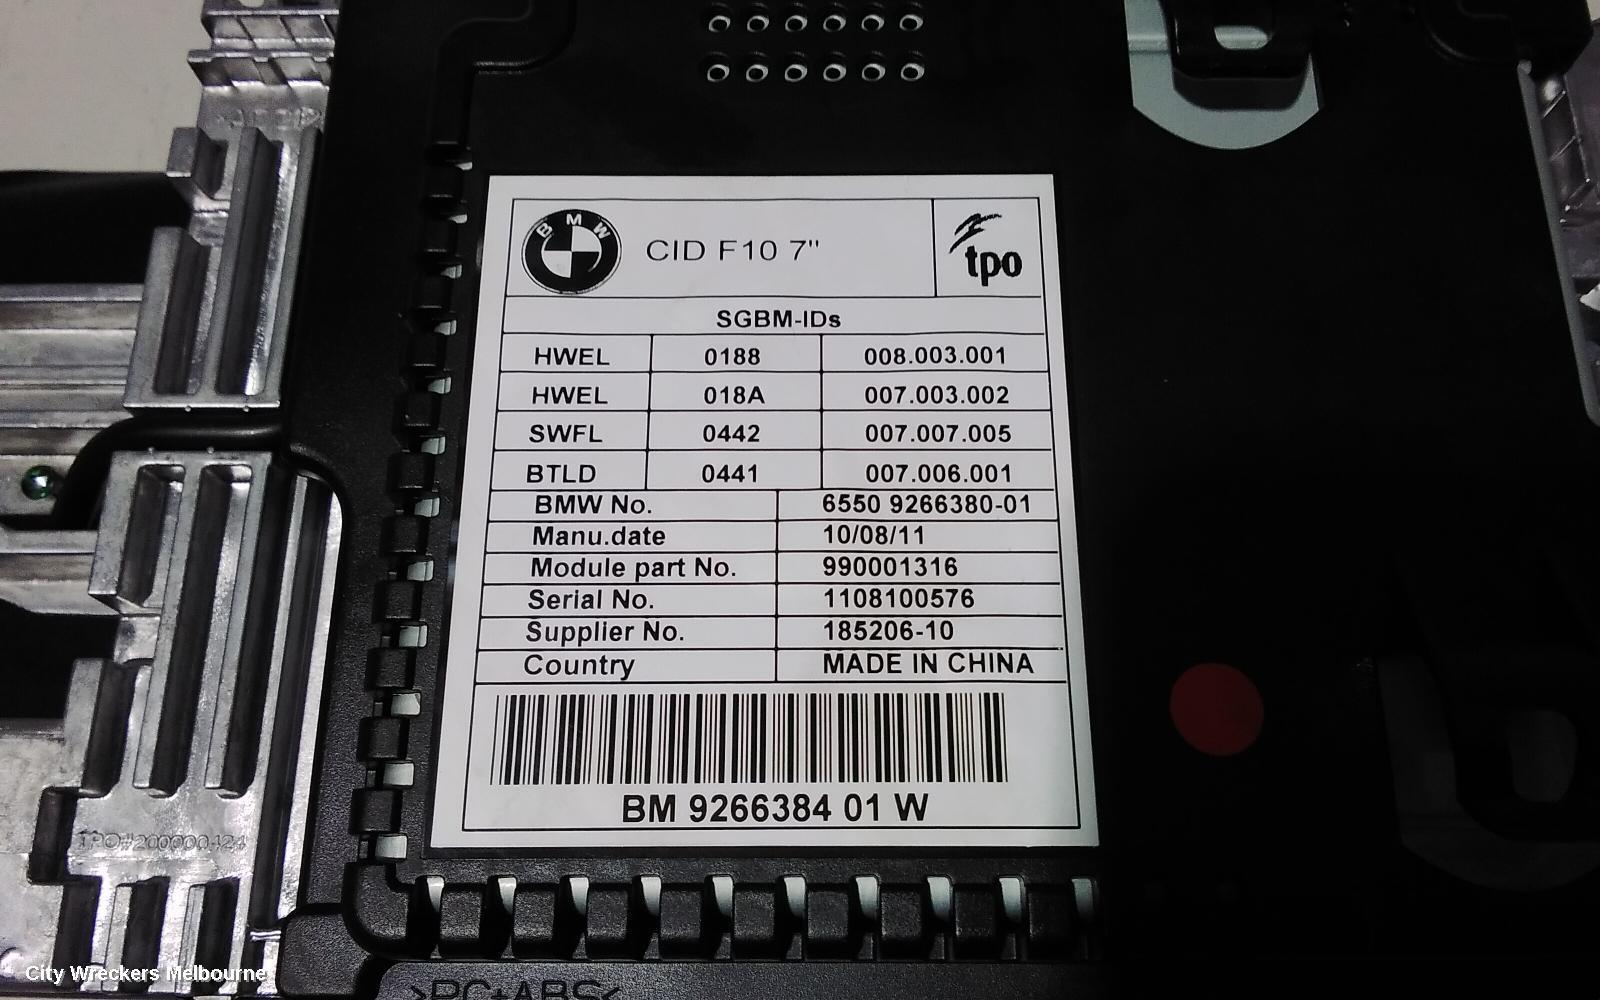 BMW
CID F10 7"
tpo
SGBM-IDs
HWEL 0188 008.003.001
HWEL 018A 007.003.002
SWFL 0442 007.007.005
BTLD 0441 007.006.001
BMW No. 6550 9266380-01
Manu.date 10/08/11
Module part No. 990001316
Serial No. 1108100576
Supplier No. 185206-10
Country MADE IN CHINA
BM 9266384 01 W
TPO#200000424
City Wreckers Melbourne
>PC+ABS<